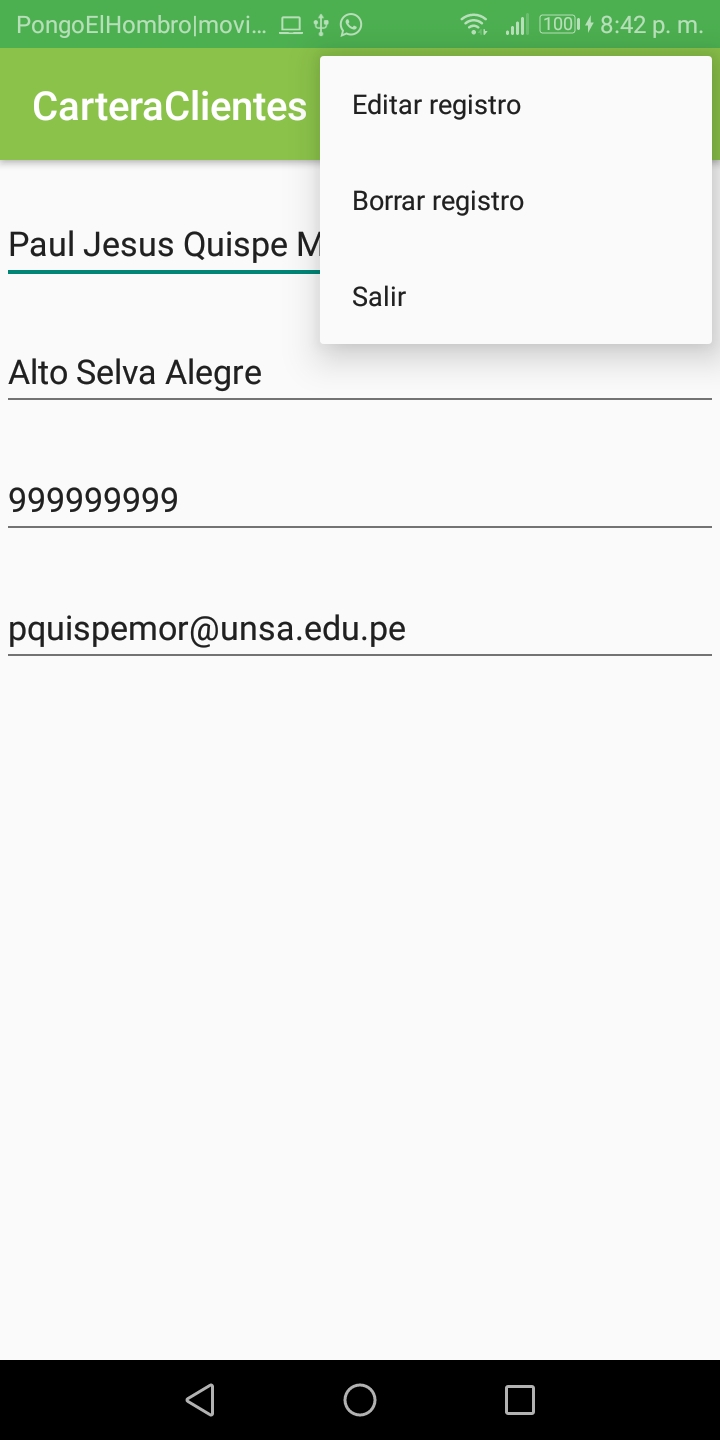 PongoElHombro|movi... 100 8:42 p. m.
CarteraClientes
Editar registro
Borrar registro
Salir
Paul Jesus Quispe
Alto Selva Alegre
999999999
pquispemor@unsa.edu.pe